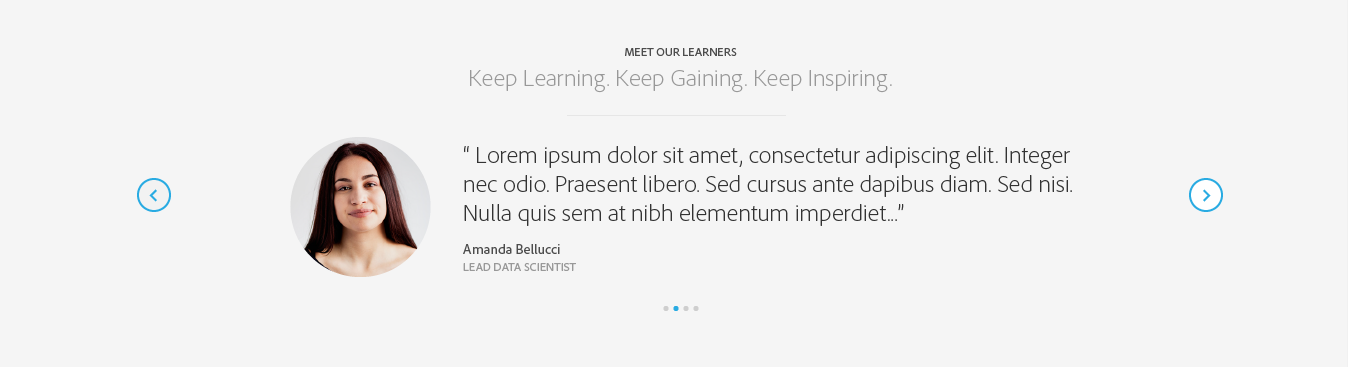 MEET OUR LEARNERS
Keep Learning. Keep Gaining. Keep Inspiring.
“ Lorem ipsum dolor sit amet, consectetur adipiscing elit. Integer
nec odio. Praesent libero. Sed cursus ante dapibus diam. Sed nisi.
Nulla quis sem at nibh elementum imperdiet...”
Amanda Bellucci
LEAD DATA SCIENTIST